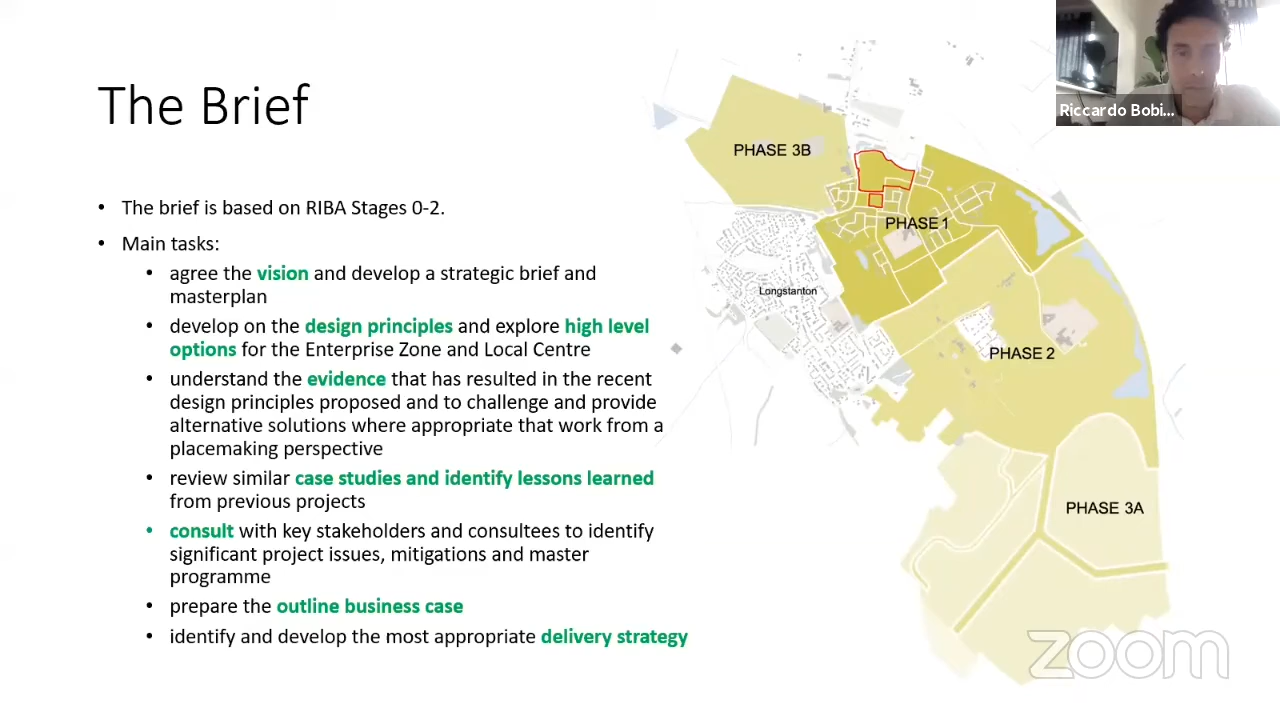 The Brief
• The brief is based on RIBA Stages 0-2.
• Main tasks:
• agree the vision and develop a strategic brief and
masterplan
• develop on the design principles and explore high level
options for the Enterprise Zone and Local Centre
• understand the evidence that has resulted in the recent
design principles proposed and to challenge and provide
alternative solutions where appropriate that work from a
placemaking perspective
• review similar case studies and identify lessons learned
from previous projects
• consult with key stakeholders and consultees to identify
significant project issues, mitigations and master
programme
• prepare the outline business case
• identify and develop the most appropriate delivery strategy
PHASE 3B
PHASE 1
Longstanton
PHASE 2
PHASE 3A
Riccardo Bobi...
zoom